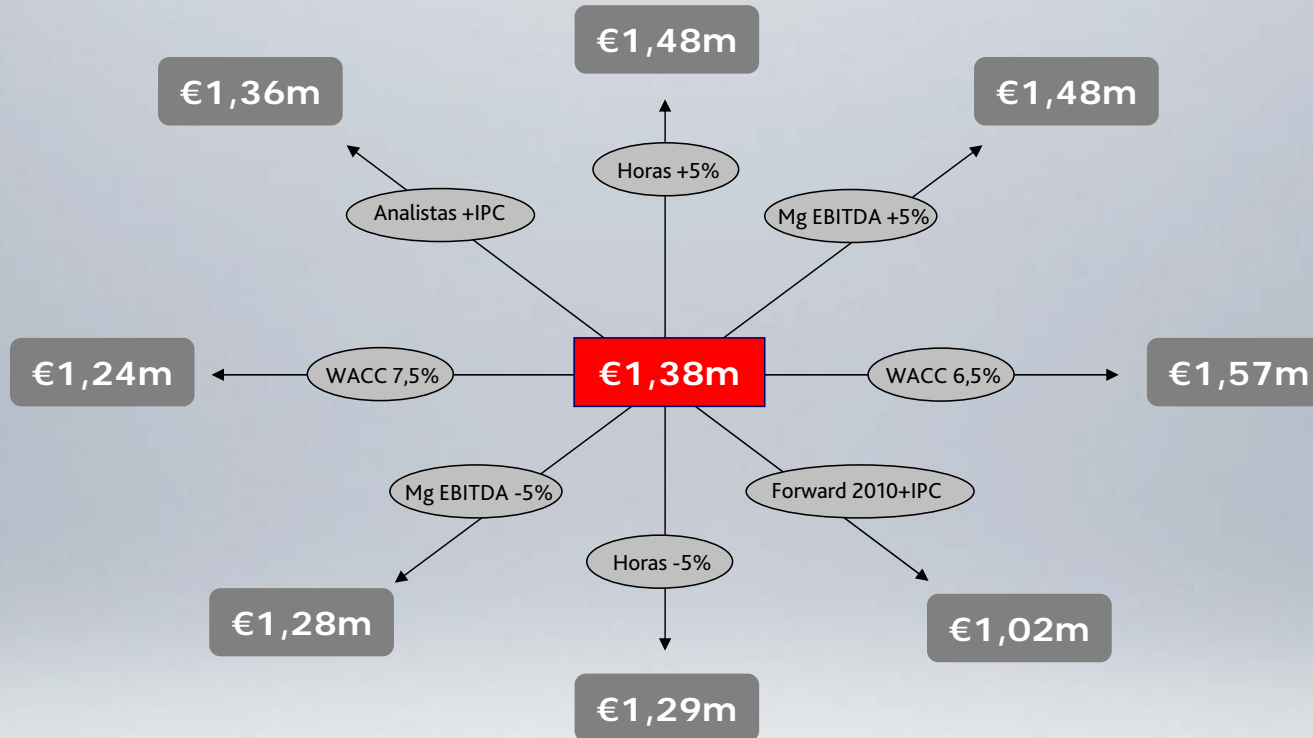 €1,48m
€1,36m
€1,48m
Horas +5%
Analistas +IPC
Mg EBITDA +5%
€1,24m
WACC 7,5%
€1,38m
WACC 6,5%
€1,57m
Mg EBITDA -5%
Forward 2010+IPC
Horas -5%
€1,28m
€1,02m
€1,29m